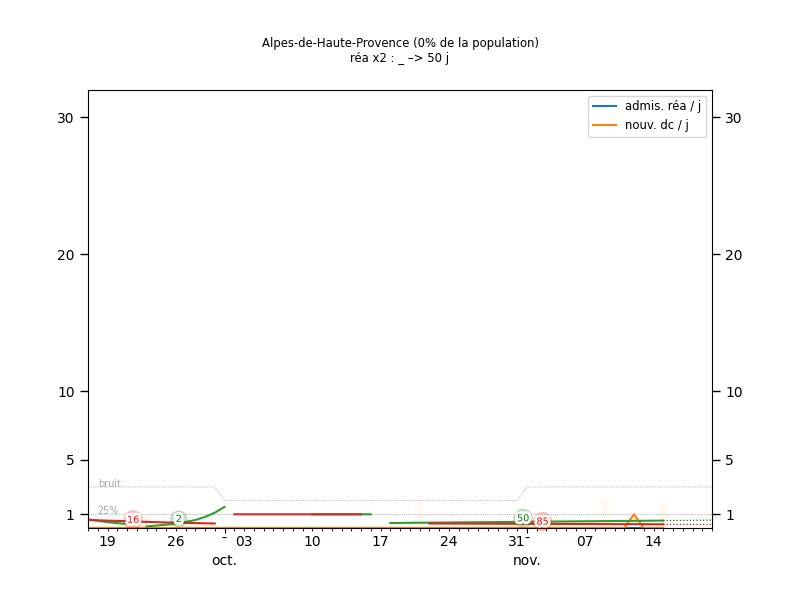 Alpes-de-Haute-Provence (0% de la population)
réa x2 : _ –> 50 j
admis. réa / j
nouv. dc / j
30 30
20 20
10 10
5 5
bruit
25%
1 1
16 2 50 85
19 26 - 03 10 17 24 31 - 07 14
oct. nov.